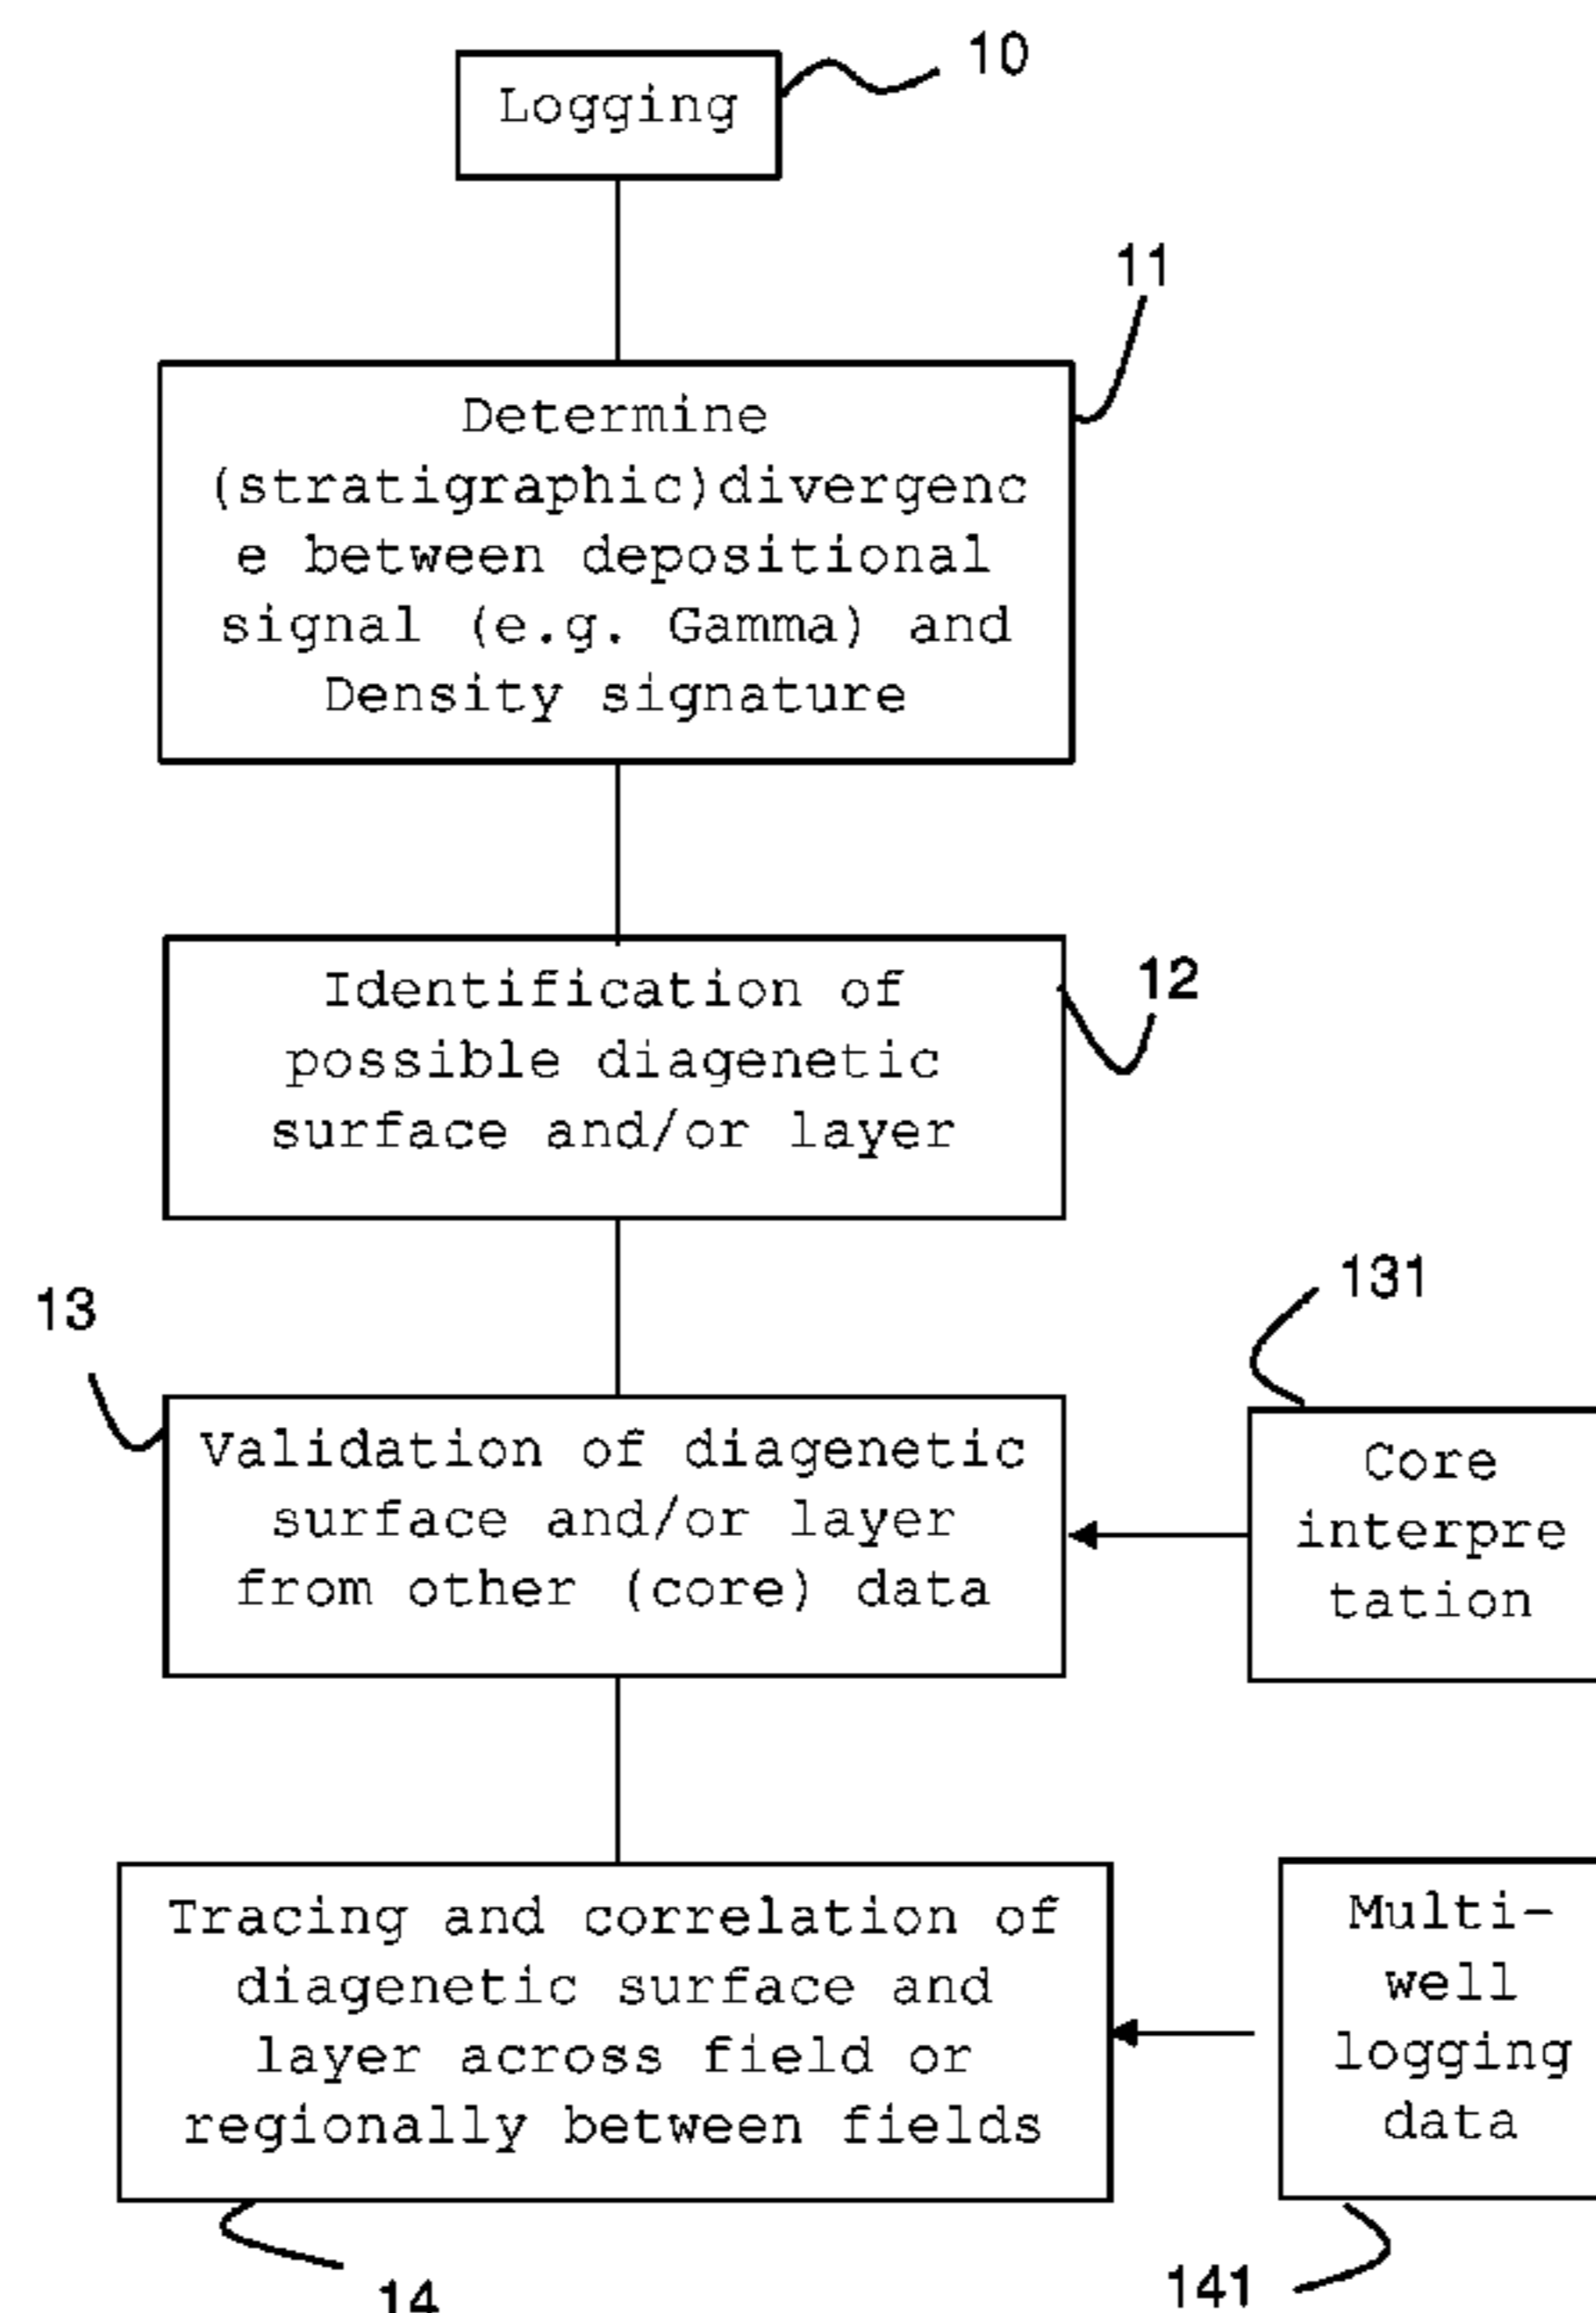 10
Logging
11
Determine
(stratigraphic)divergenc
e between depositional
signal (e.g. Gamma) and
Density signature
12
Identification of
possible diagenetic
surface and/or layer
13
131
Validation of diagenetic
surface and/or layer
from other (core) data
Core
interpre
tation
Tracing and correlation of
diagenetic surface and
layer across field or
regionally between fields
Multi-
well
logging
data
14
141